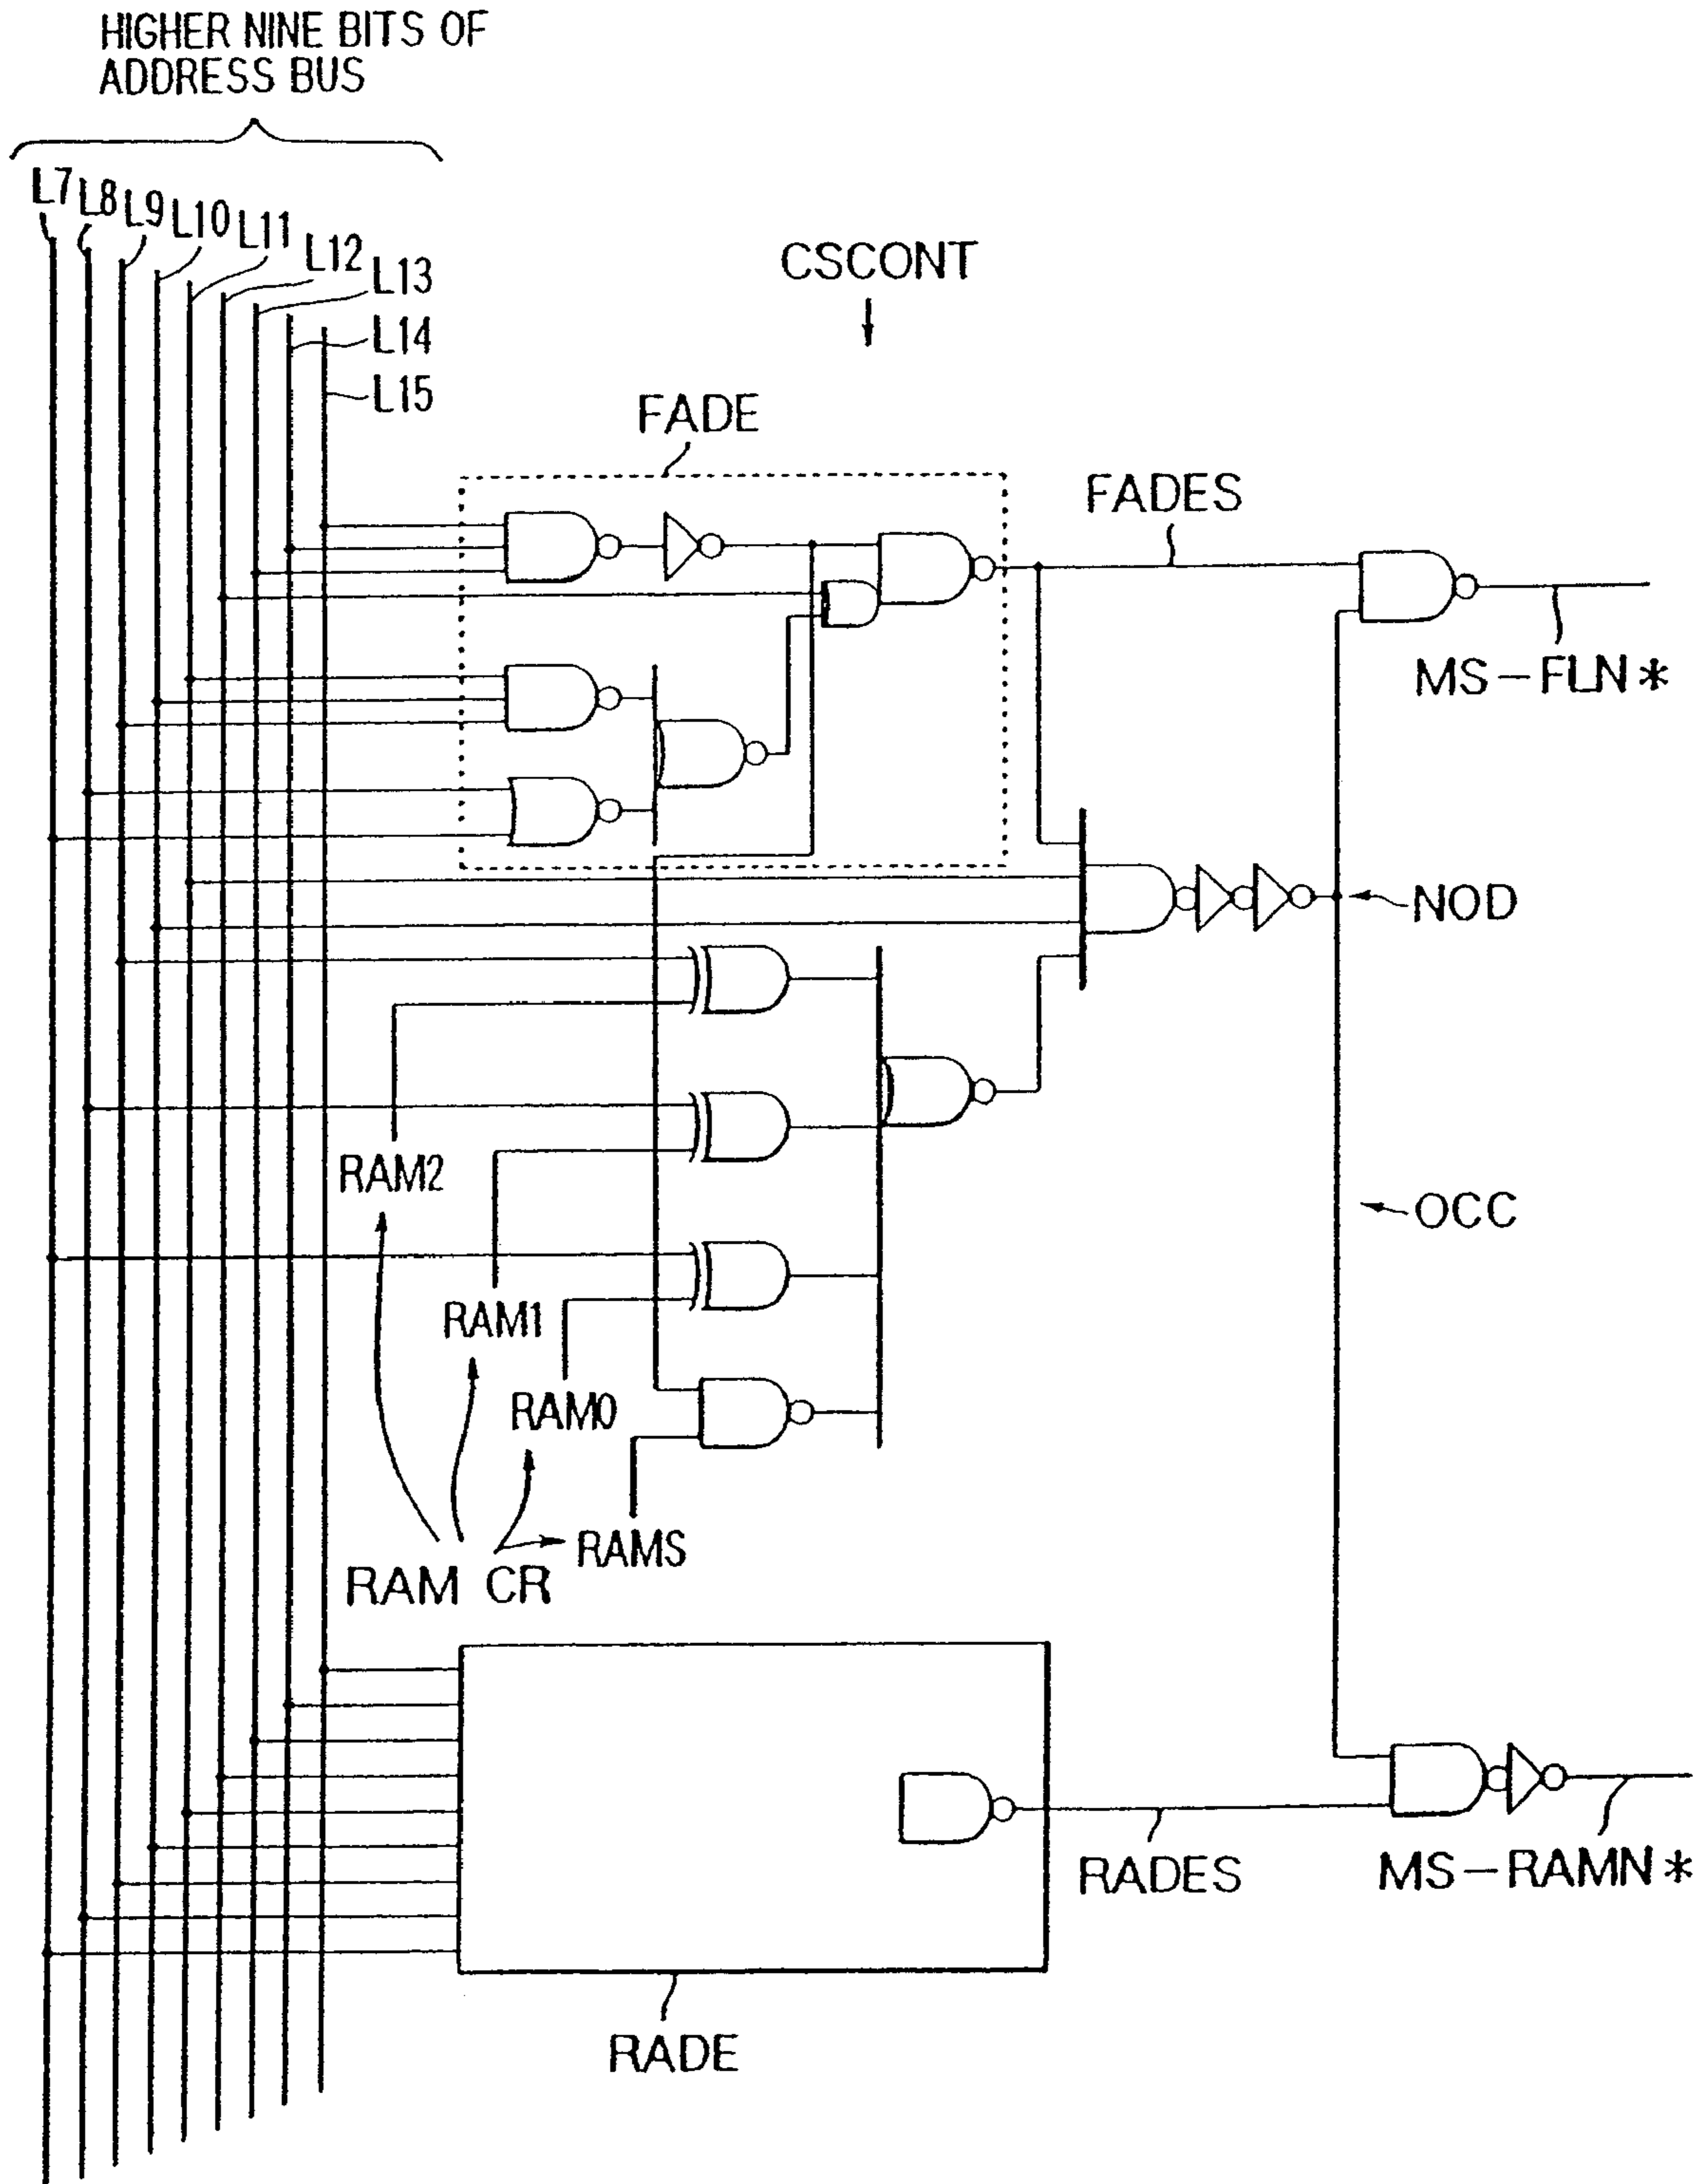 HIGHER NINE BITS OF
ADDRESS BUS
L7
L8
L9
L10
L11
L12
L13
L14
L15
CSCONT
FADE
FADES
MS-FLN*
NOD
RAM2
OCC
RAM1
RAM0
RAMS
RAM CR
RADES
MS-RAMN*
RADE